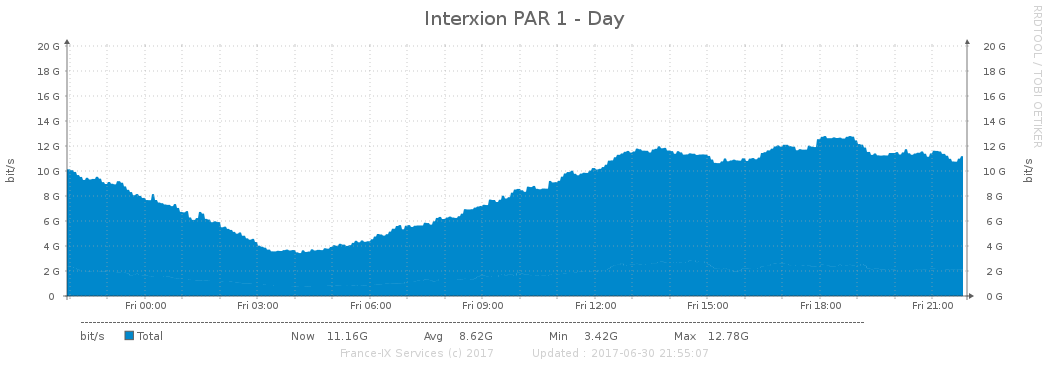 Interxion PAR 1 - Day
RRDTOOL / TOBI OETIKER
bit/s
bit/s
20 G 20 G
18 G 18 G
16 G 16 G
14 G 14 G
12 G 12 G
10 G 10 G
8 G 8 G
6 G 6 G
4 G 4 G
2 G 2 G
0 0 G
Fri 00:00 Fri 03:00 Fri 06:00 Fri 09:00 Fri 12:00 Fri 15:00 Fri 18:00 Fri 21:00
bit/s Total Now 11.16G Avg 8.62G Min 3.42G Max 12.78G
France-IX Services (c) 2017 Updated : 2017-06-30 21:55:07